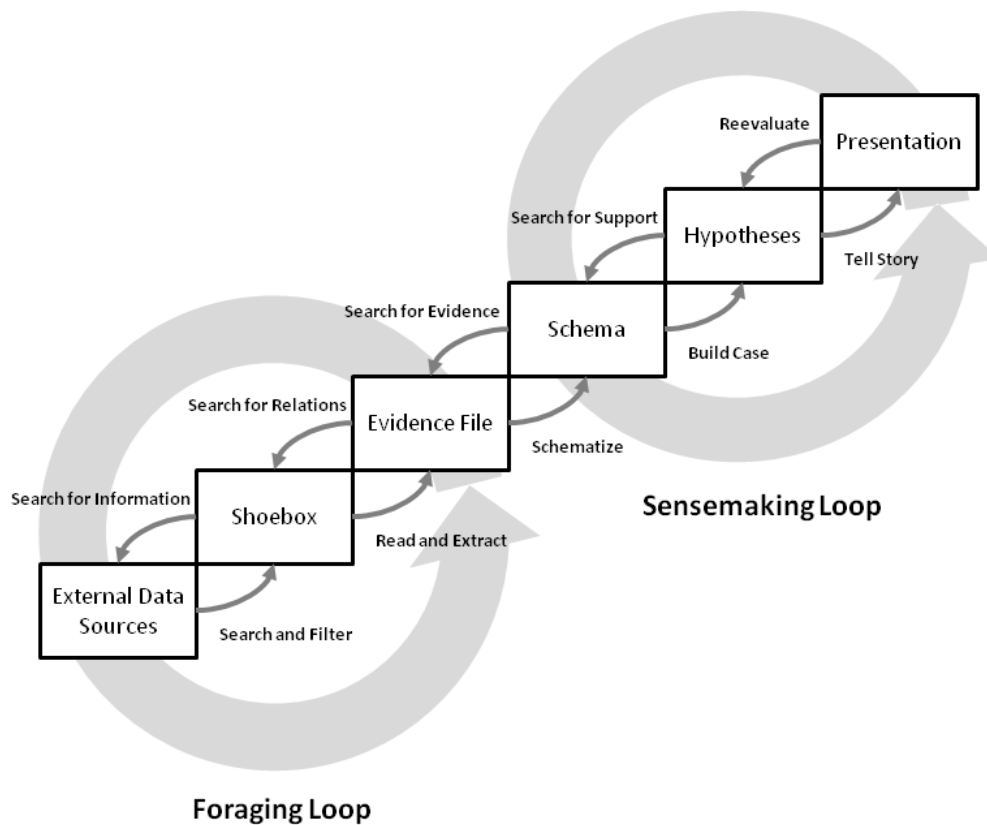 Reevaluate
Presentation
Search for Support
Hypotheses
Tell Story
Search for Evidence
Schema
Build Case
Search for Relations
Evidence File
Schematize
Search for Information
Shoebox
Read and Extract
Sensemaking Loop
External Data
Sources
Search and Filter
Foraging Loop